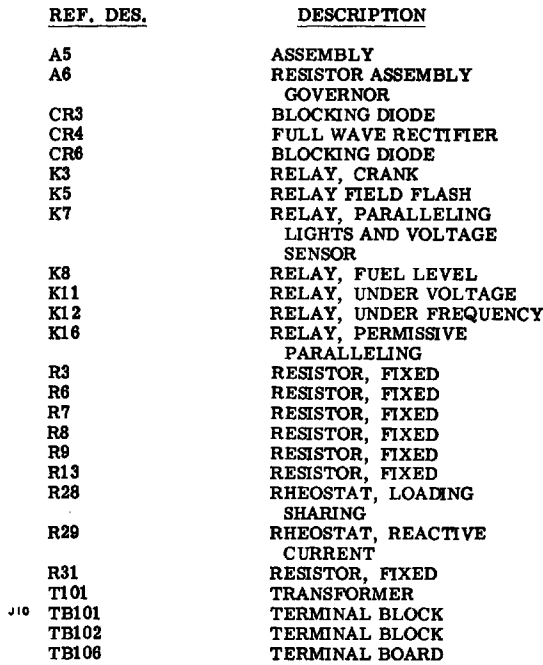 REF. DES. DESCRIPTION
A5 ASSEMBLY
A6 RESISTOR ASSEMBLY
GOVERNOR
CR3 BLOCKING DIODE
CR4 FULL WAVE RECTIFIER
CR6 BLOCKING DIODE
K3 RELAY, CRANK
K5 RELAY FIELD FLASH
K7 RELAY, PARALLELING
LIGHTS AND VOLTAGE
SENSOR
K8 RELAY, FUEL LEVEL
K11 RELAY, UNDER VOLTAGE
K12 RELAY, UNDER FREQUENCY
K16 RELAY, PERMISSIVE
PARALLELING
R3 RESISTOR, FIXED
R6 RESISTOR, FIXED
R7 RESISTOR, FIXED
R8 RESISTOR, FIXED
R9 RESISTOR, FIXED
R13 RESISTOR, FIXED
R28 RHEOSTAT, LOADING
SHARING
R29 RHEOSTAT, REACTIVE
CURRENT
R31 RESISTOR, FIXED
T101 TRANSFORMER
J10 TB101 TERMINAL BLOCK
TB102 TERMINAL BLOCK
TB106 TERMINAL BOARD